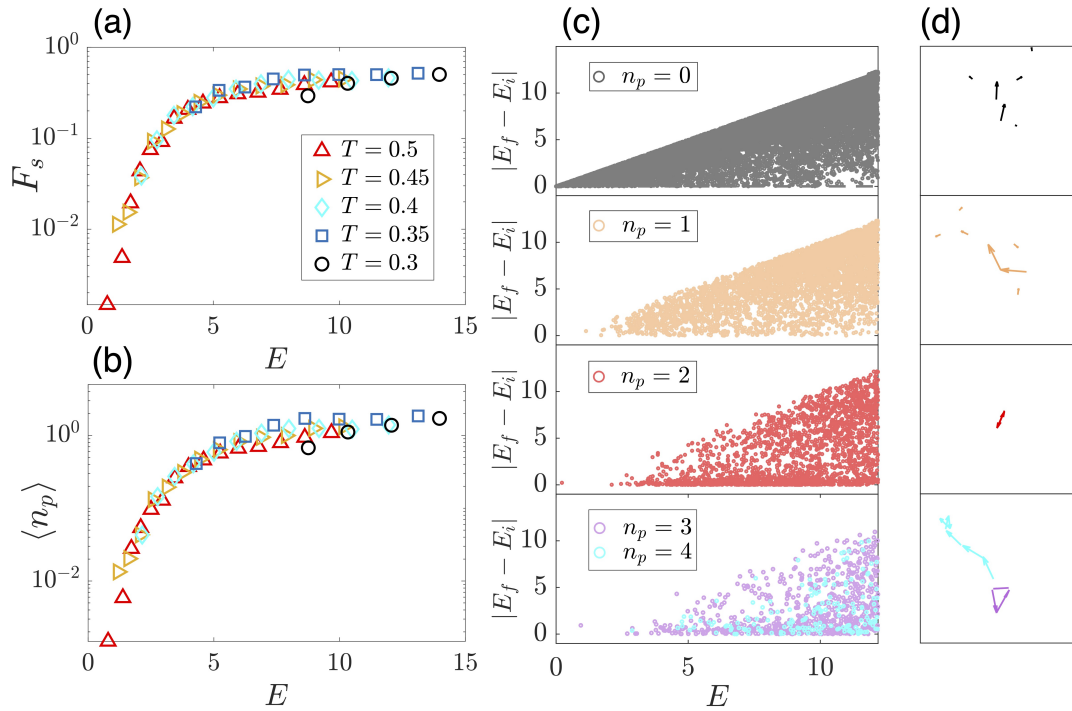 (a)
10^0
10^{-1}
10^{-2}
F_s
T = 0.5
T = 0.45
T = 0.4
T = 0.35
T = 0.3
0 5 10 15
E
(b)
10^0
10^{-2}
⟨n_p⟩
0 5 10 15
E
(c)
|E_f − E_i|
10
5
0
n_p = 0
|E_f − E_i|
10
5
0
n_p = 1
|E_f − E_i|
10
5
0
n_p = 2
|E_f − E_i|
10
5
0
n_p = 3
n_p = 4
0 5 10
E
(d)